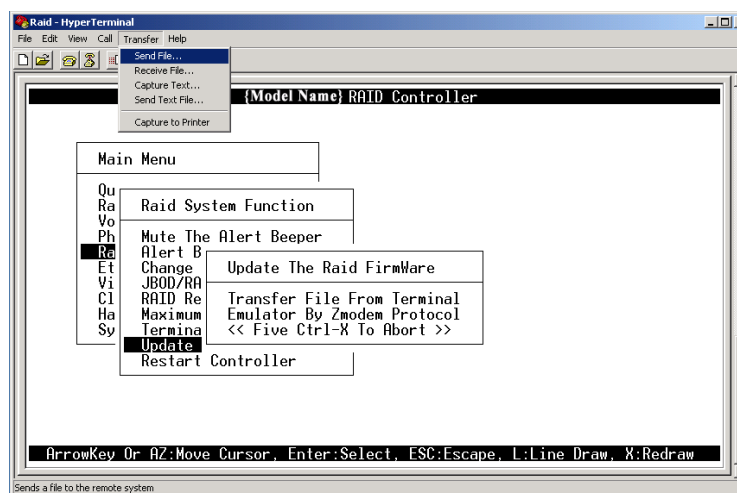 Raid - HyperTerminal
File Edit View Call Transfer Help
Send File...
Receive File...
Capture Text...
Send Text File...
Capture to Printer
{Model Name} RAID Controller
Main Menu
Qu
Ra
Vo
Ph
Ra
Et
Vi
Cl
Ha
Sy
Raid System Function
Mute The Alert Beeper
Alert B
Change
JBOD/RA
RAID Re
Maximum
Termina
Update
Restart Controller
Update The Raid FirmWare
Transfer File From Terminal
Emulator By Zmodem Protocol
<< Five Ctrl-X To Abort >>
ArrowKey Or AZ:Move Cursor, Enter:Select, ESC:Escape, L:Line Draw, X:Redraw
Sends a file to the remote system